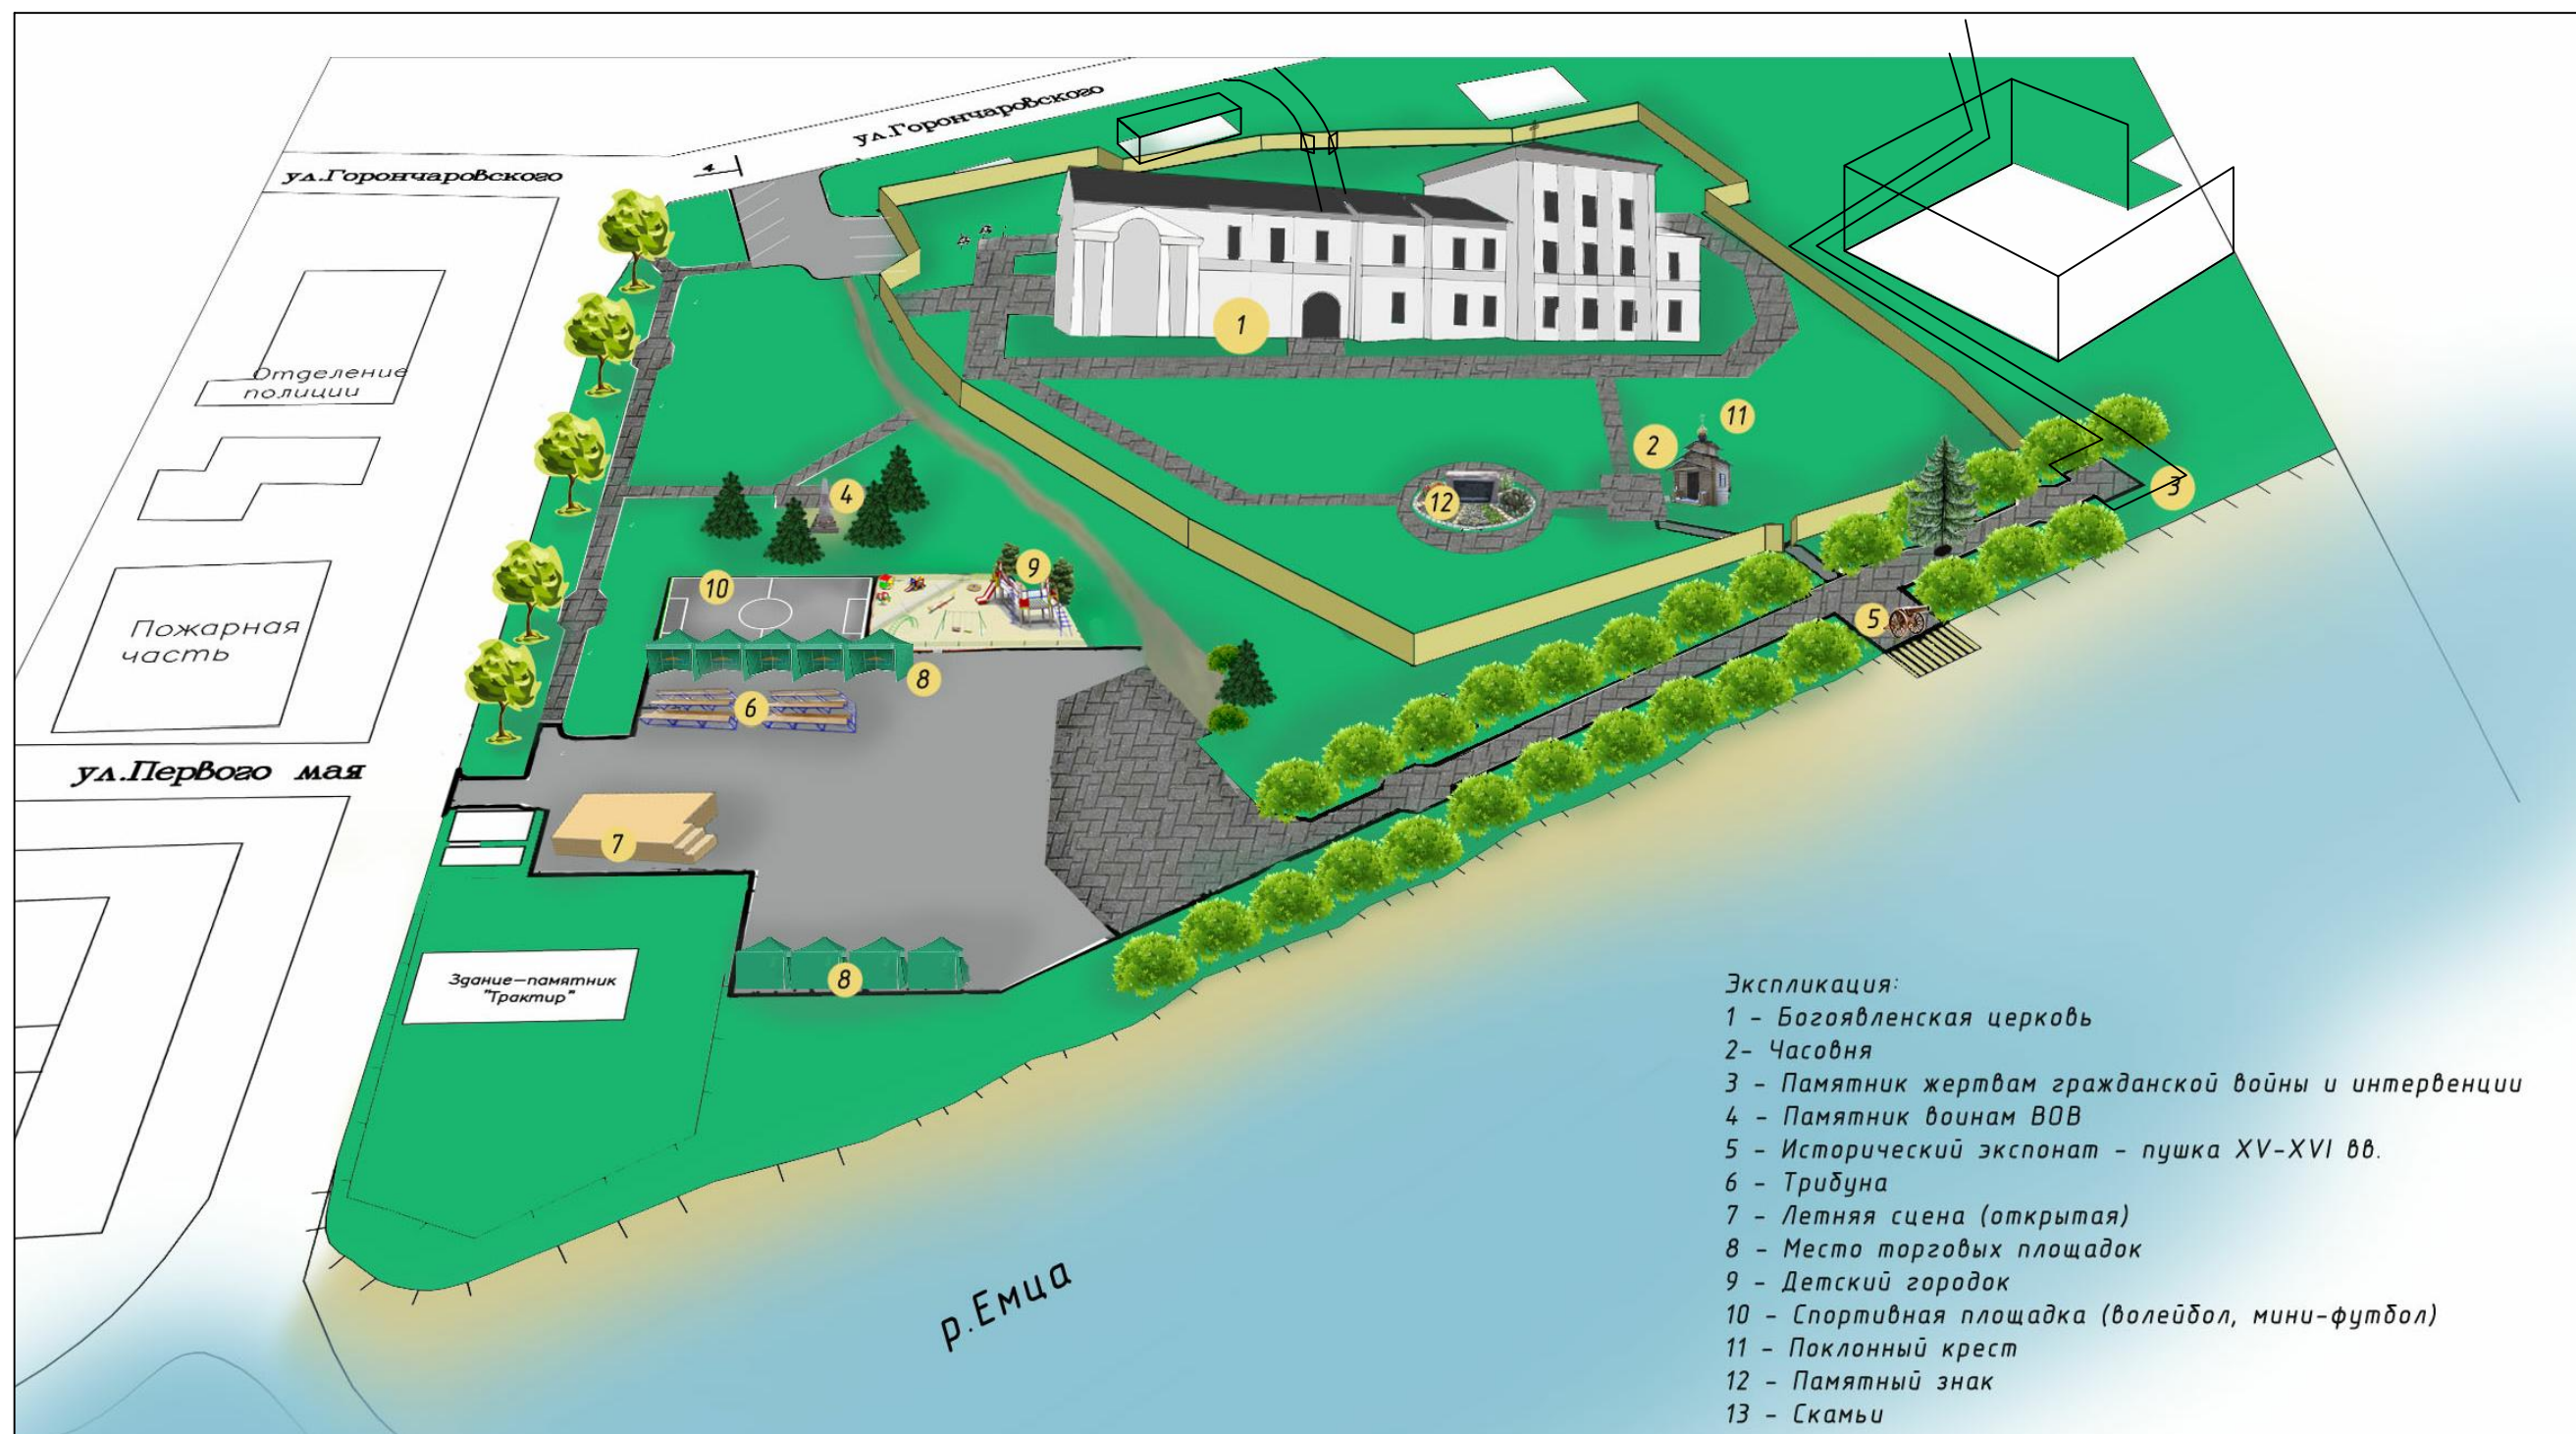 ул.Горончаровского
ул.Горончаровского
Отделение
полиции
Пожарная
часть
ул.Первого мая
Здание-памятник
"Трактир"
1
2
11
12
3
4
9
10
5
8
6
7
8
р.Емца
Экспликация:
1 - Богоявленская церковь
2- Часовня
3 - Памятник жертвам гражданской войны и интервенции
4 - Памятник воинам ВОВ
5 - Исторический экспонат - пушка XV-XVI вв.
6 - Трибуна
7 - Летняя сцена (открытая)
8 - Место торговых площадок
9 - Детский городок
10 - Спортивная площадка (волейбол, мини-футбол)
11 - Поклонный крест
12 - Памятный знак
13 - Скамьи